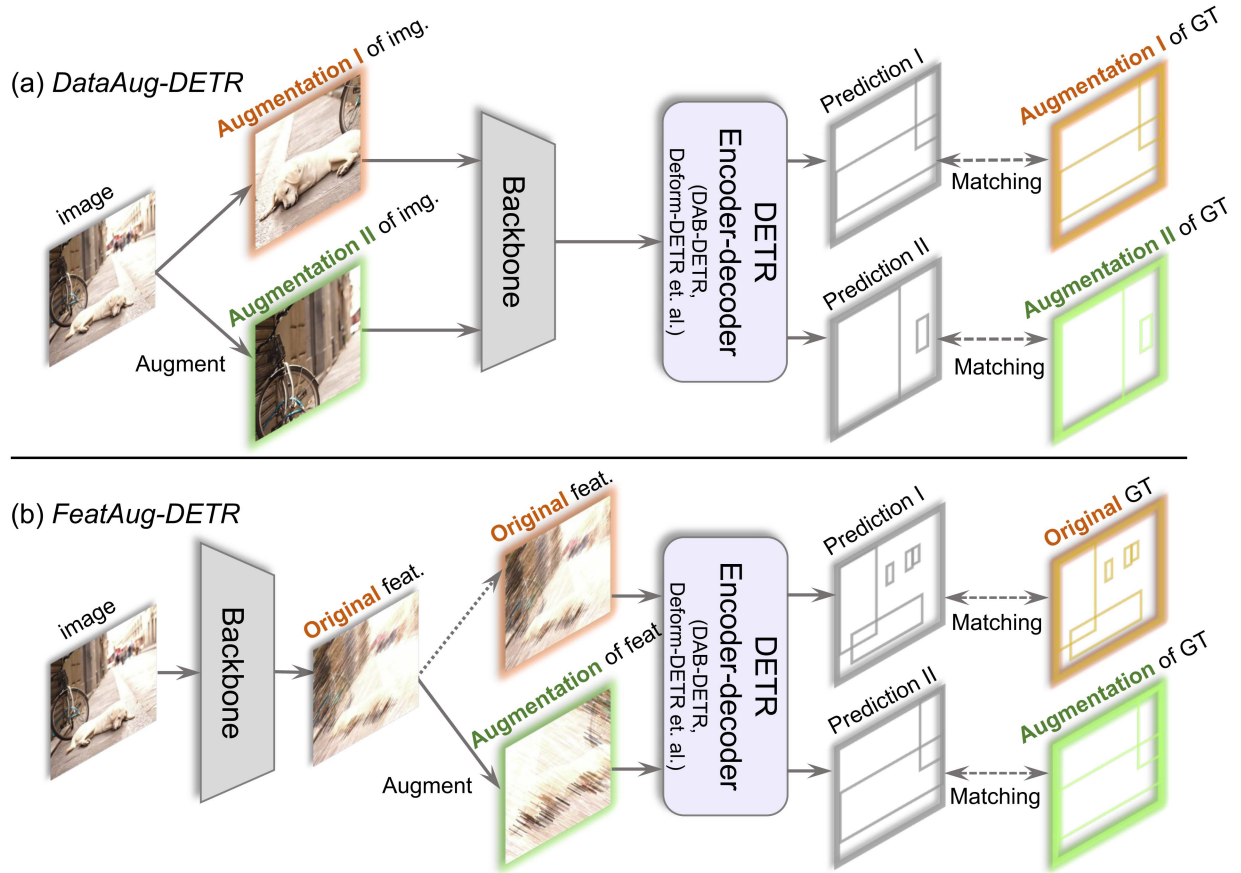 (a) DataAug-DETR
image
Augment
Augmentation I of img.
Augmentation II of img.
Backbone
DETR
Encoder-decoder
(DAB-DETR,
Deform-DETR et. al.)
Prediction I
Matching
Augmentation I of GT
Prediction II
Matching
Augmentation II of GT
(b) FeatAug-DETR
image
Backbone
Original feat.
Augment
Original feat.
Augmentation of feat
DETR
Encoder-decoder
(DAB-DETR,
Deform-DETR et. al.)
Prediction I
Matching
Original GT
Prediction II
Matching
Augmentation of GT